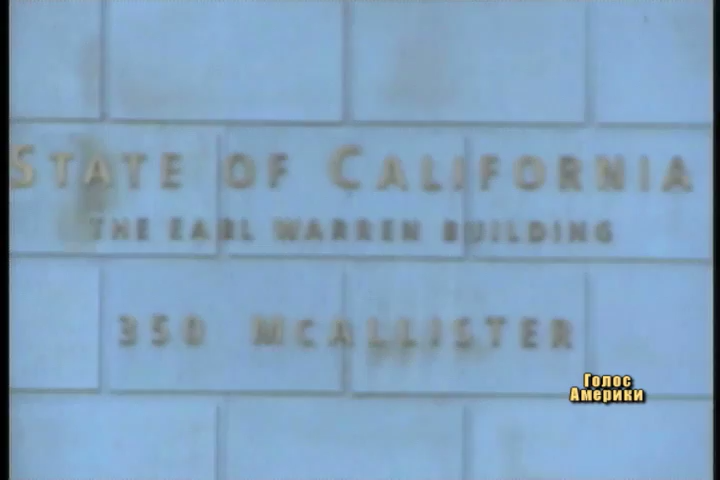 STATE OF CALIFORNIA
THE EARL WARREN BUILDING
350 MCALLISTER
Голос
Америки